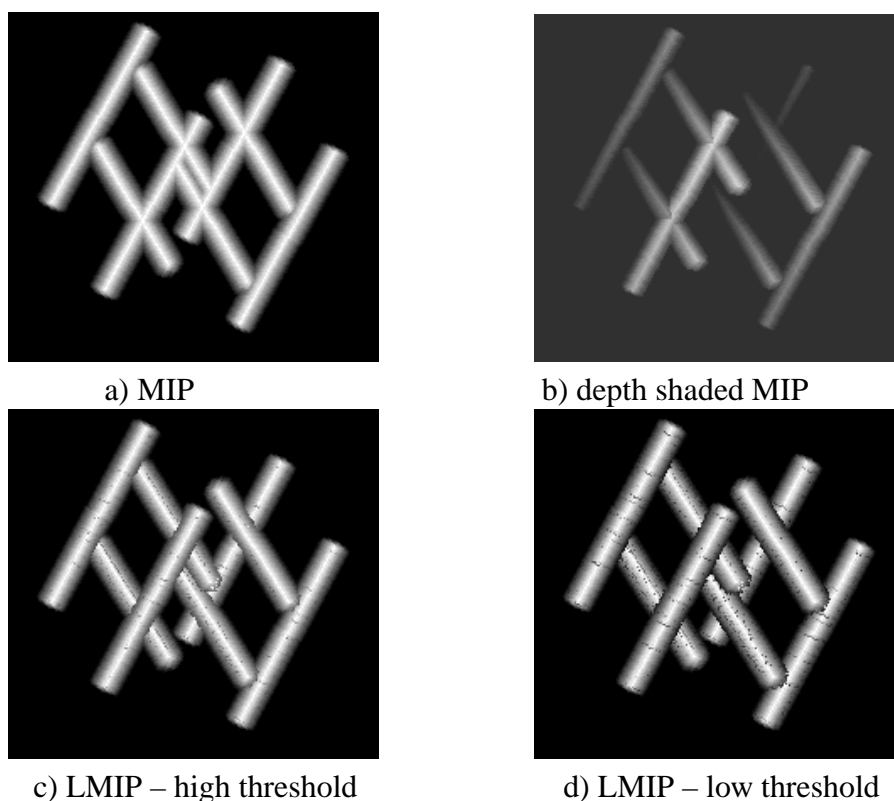 a) MIP
b) depth shaded MIP
c) LMIP – high threshold
d) LMIP – low threshold